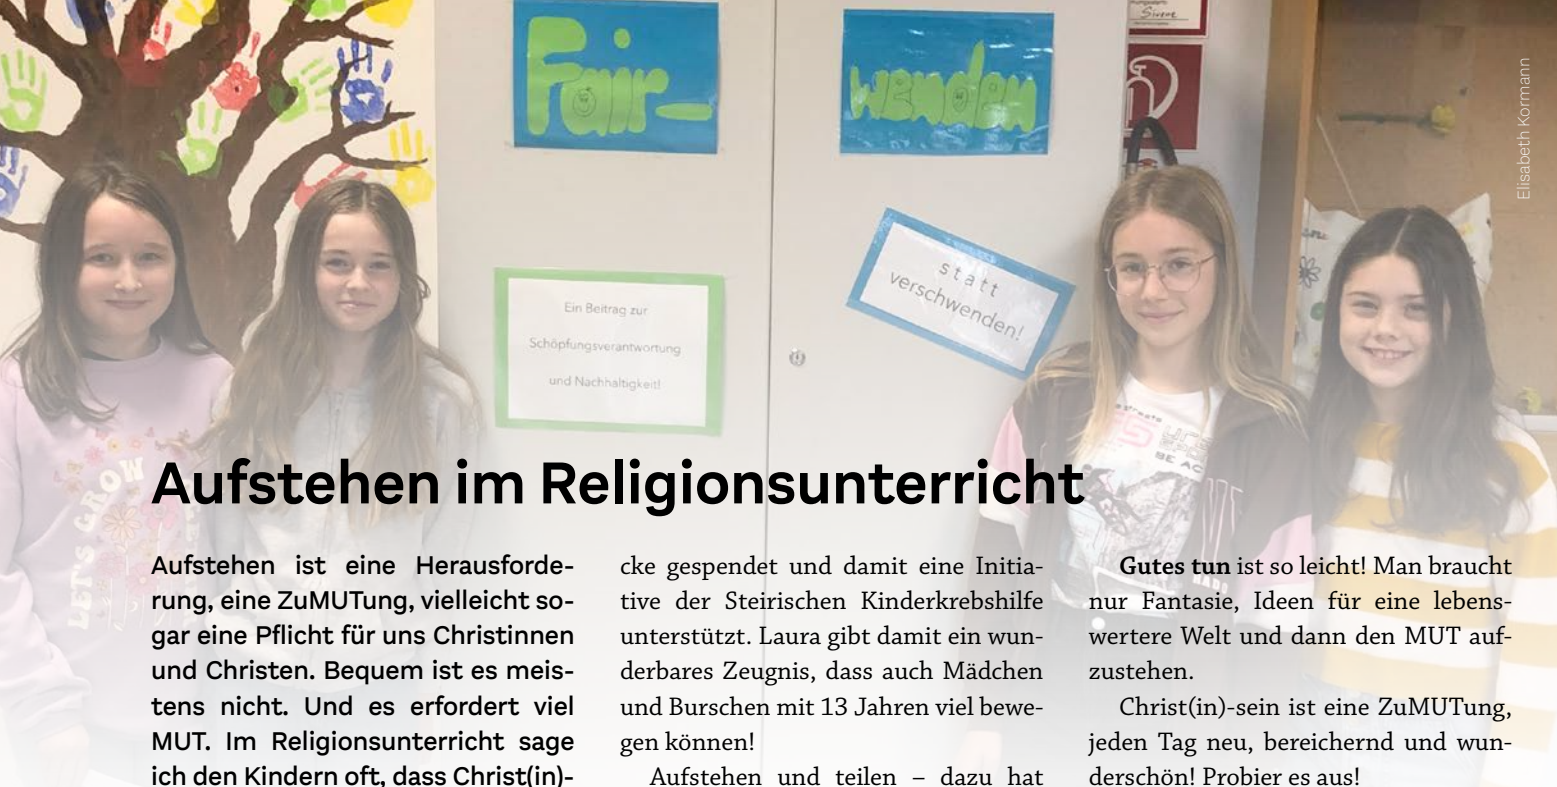 Sirene
Fair-
wenden
Elisabeth Kormann
statt
verschwenden!
Ein Beitrag zur
Schöpfungsverantwortung
und Nachhaltigkeit!
LET'S GROW
BE AC
Aufstehen im Religionsunterricht
Aufstehen ist eine Herausforde-
rung, eine ZuMUTung, vielleicht so-
gar eine Pflicht für uns Christinnen
und Christen. Bequem ist es meis-
tens nicht. Und es erfordert viel
MUT. Im Religionsunterricht sage
ich den Kindern oft, dass Christ(in)-
cke gespendet und damit eine Initia-
tive der Steirischen Kinderkrebshilfe
unterstützt. Laura gibt damit ein wun-
derbares Zeugnis, dass auch Mädchen
und Burschen mit 13 Jahren viel bewe-
gen können!
Aufstehen und teilen – dazu hat
Gutes tun ist so leicht! Man braucht
nur Fantasie, Ideen für eine lebens-
wertere Welt und dann den MUT auf-
zustehen.
Christ(in)-sein ist eine ZuMUTung,
jeden Tag neu, bereichernd und wun-
derschön! Probier es aus!